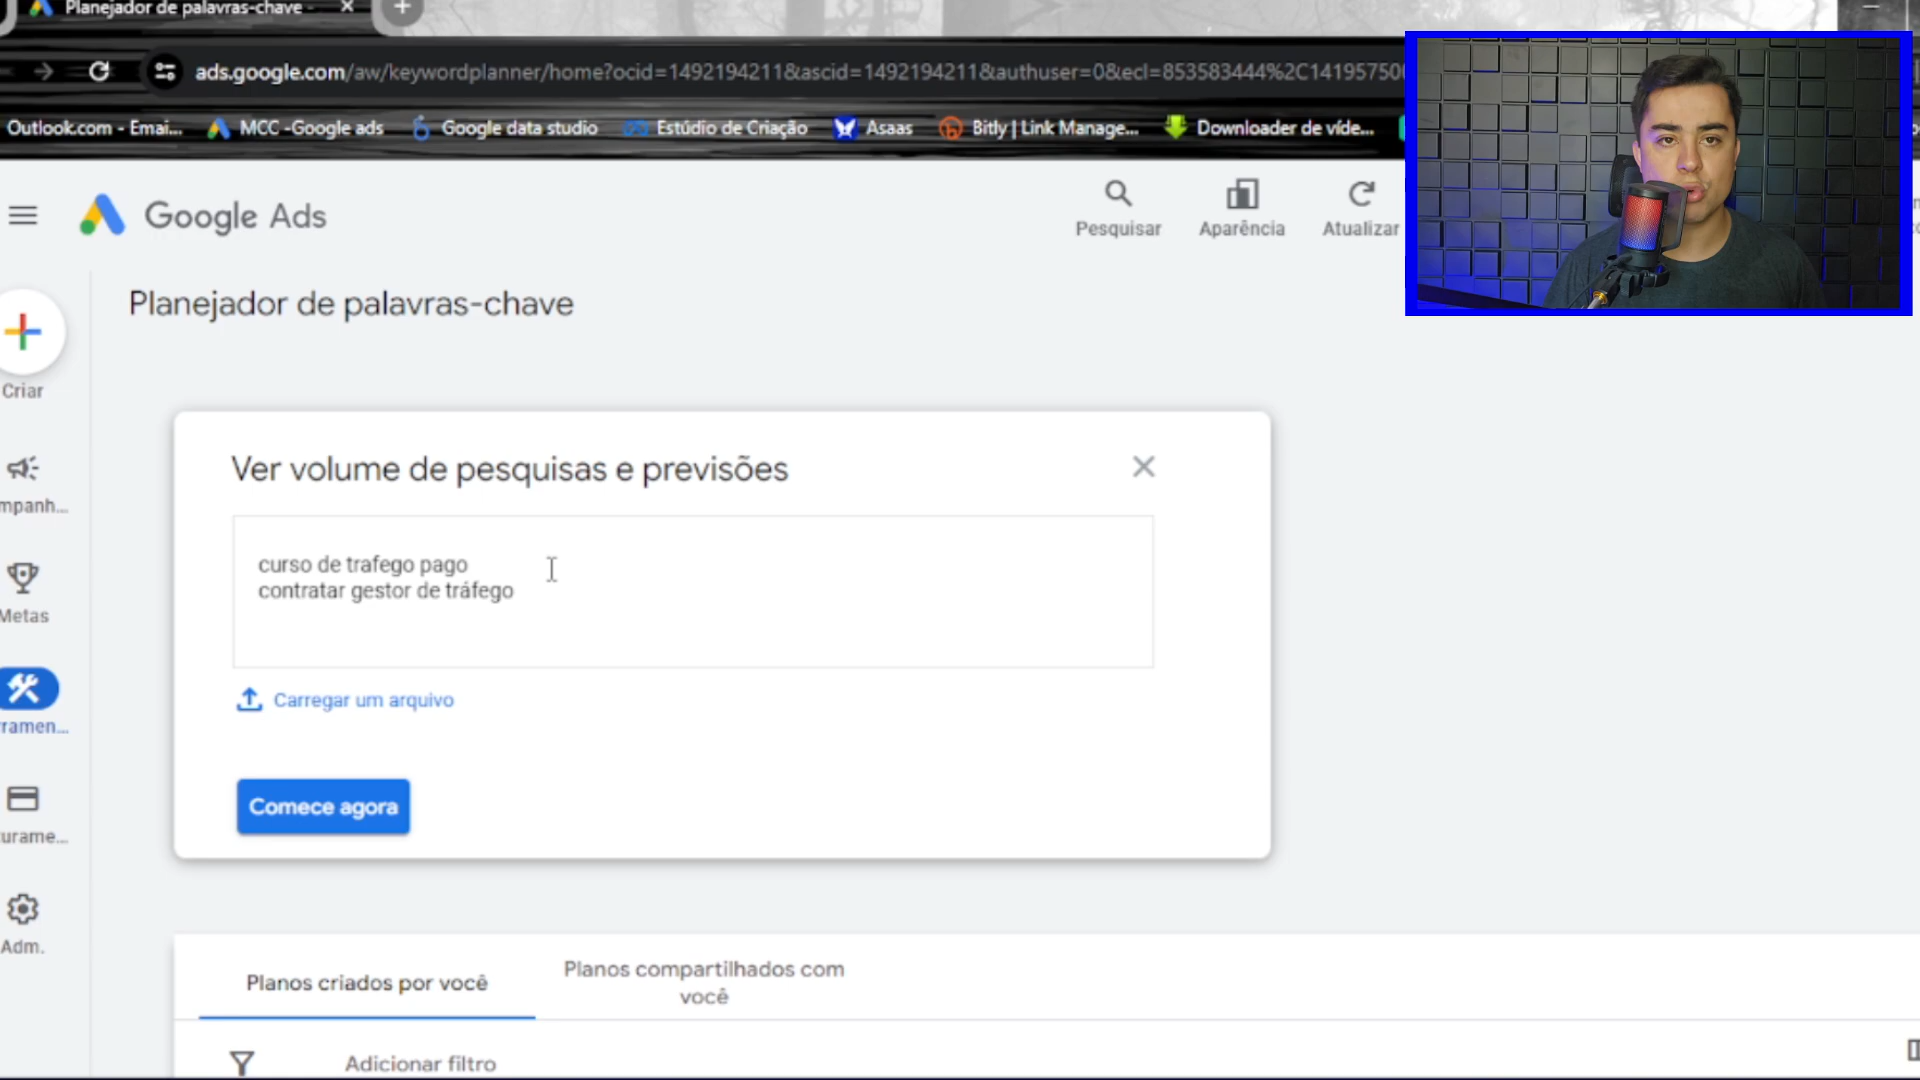 Planejador de palavras-chave -
ads.google.com/aw/keywordplanner/home?ocid=1492194211&ascid=1492194211&authuser=0&ecl=853583444%2C14195750
Outlook.com - Emai...
MCC -Google ads
Google data studio
Estúdio de Criação
Asaas
Bitly | Link Manage...
Downloader de víde...
Google Ads
Pesquisar
Aparência
Atualizar
Planejador de palavras-chave
Criar
mpanh...
Metas
ramen...
urame...
Adm.
Ver volume de pesquisas e previsões
curso de trafego pago
contratar gestor de tráfego
Carregar um arquivo
Comece agora
Planos criados por você
Planos compartilhados com
você
Adicionar filtro